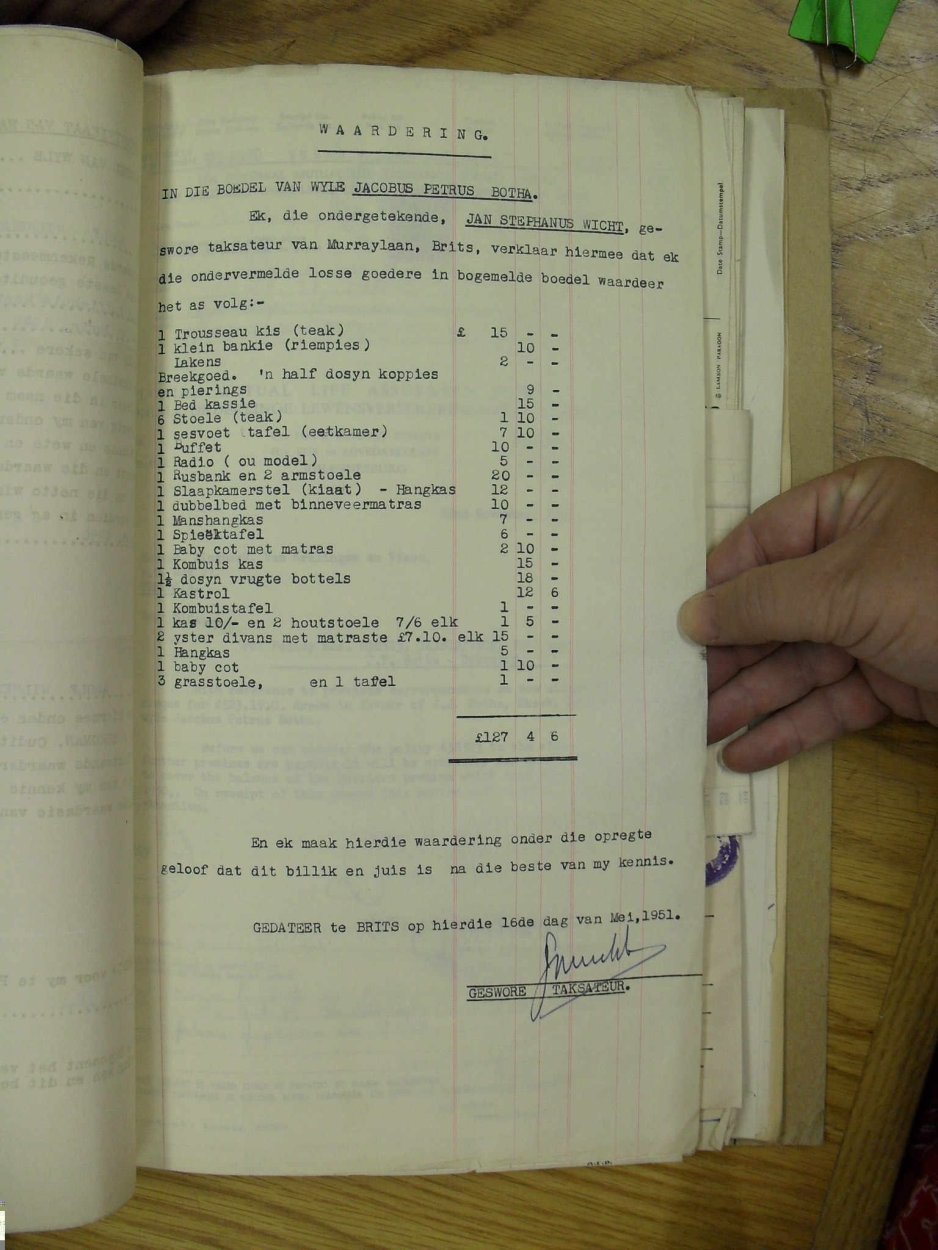 WAARDERING.
IN DIE BOEDEL VAN WYLE JACOBUS PETRUS BOTHA.
Ek, die ondergetekende, JAN STEPHANUS WICHT, ge-
swore taksateur van Murraylaan, Brits, verklaar hiermee dat ek
die ondervermelde losse goedere in bogemelde boedel waardeer
het as volg:-
1 Trousseau kis (teak) £ 15 - -
1 klein bankie (riempies) 10 -
Lakens 2 - -
Breekgoed. 'n half dosyn koppies
en pierings 9 -
1 Bed kassie 15 -
6 Stoele (teak) 1 10 -
1 sesvoet tafel (eetkamer) 7 10 -
1 Buffet 10 - -
1 Radio ( ou model) 5 - -
1 Rusbank en 2 armstoele 20 - -
1 Slaapkamerstel (kiaat) - Hangkas 12 - -
1 dubbelbed met binneveermatras 10 - -
1 Manshangkas 7 - -
1 Spieëltafel 6 - -
1 Baby cot met matras 2 10 -
1 Kombuis kas 15 -
1½ dosyn vrugte bottels 18 -
1 Kastrol 12 6
1 Kombuistafel 1 - -
1 kas 10/- en 2 houtstoele 7/6 elk 1 5 -
2 yster divans met matraste £7.10. elk 15 - -
1 Hangkas 5 - -
1 baby cot 1 10 -
3 grasstoele, en 1 tafel 1 - -
£127 4 6
En ek maak hierdie waardering onder die opregte
geloof dat dit billik en juis is na die beste van my kennis.
GEDATEER te BRITS op hierdie 16de dag van Mei,1951.
GESWORE TAKSATEUR.
Date Stamp—Datumstempel
LAMSON PARAGON